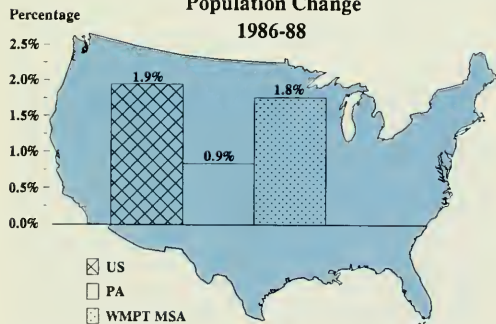 Population Change
1986-88
Percentage
2.5%
2.0%
1.5%
1.0%
0.5%
0.0%
1.9%
0.9%
1.8%
US
PA
WMPT MSA